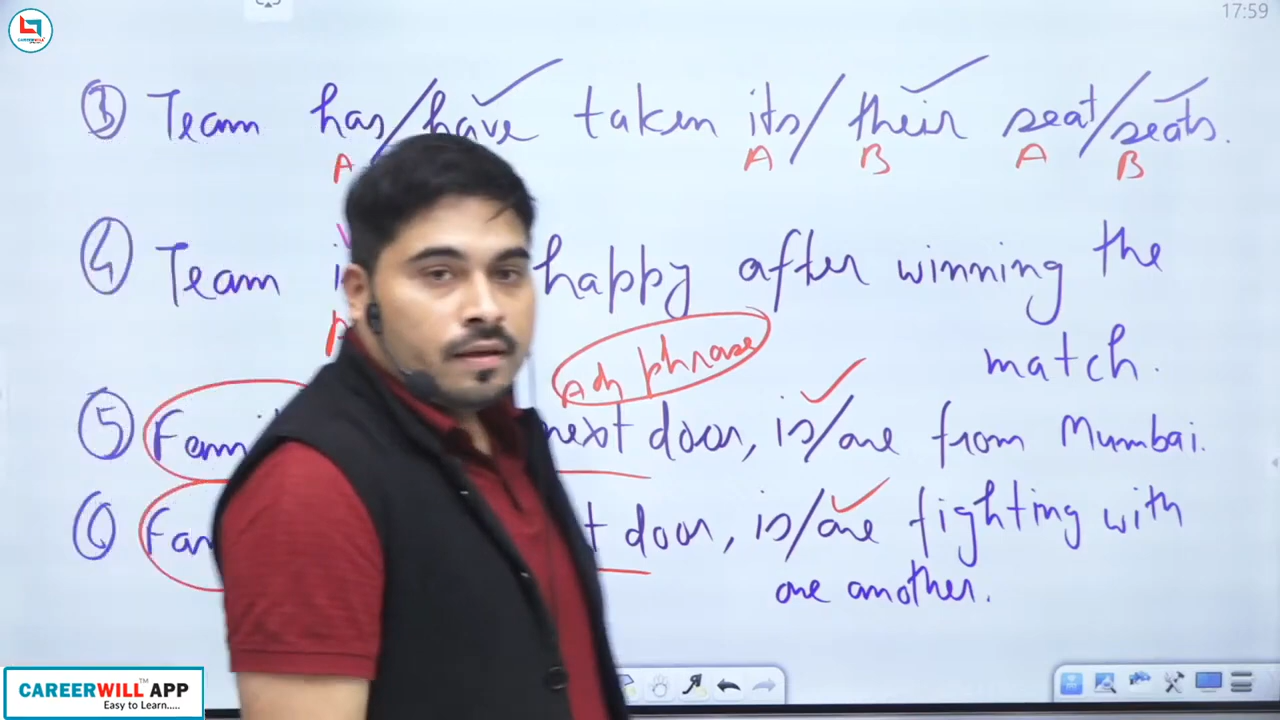 17:59
CAREERWILL
③ Team has/have taken its/their seat/seats.
A A B A B
④ Team happy after winning the
match.
Adj phrase
⑤ next door, is/are from Mumbai.
⑥ door, is/are fighting with
one another.
CAREERWILL™ APP
Easy to Learn.....